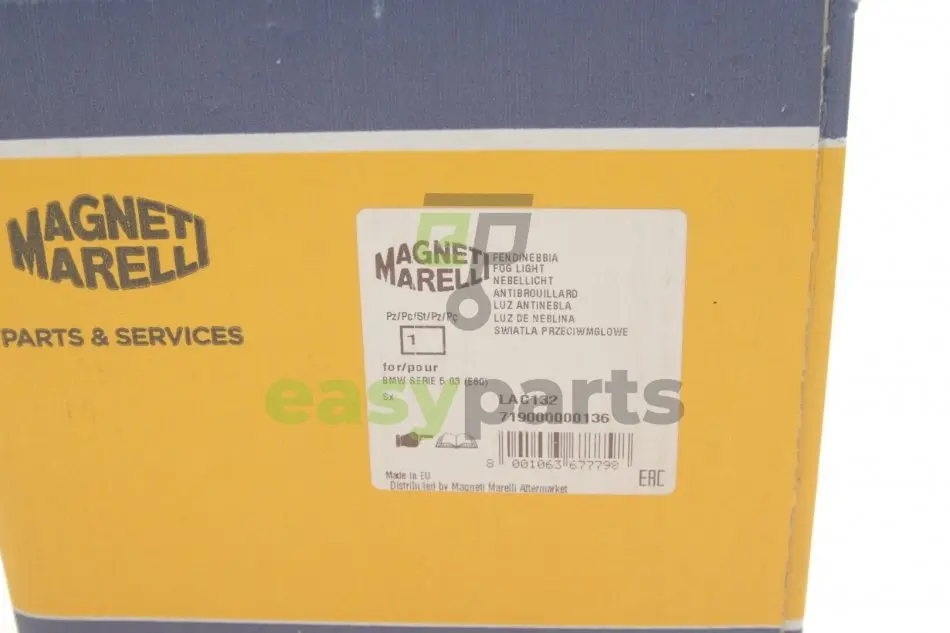 MAGNETI
MARELLI
PARTS & SERVICES
MAGNETI
MARELLI
FENDINEBBIA
FOG LIGHT
NEBELLICHT
ANTIBROUILLARD
LUZ ANTINEBLA
LUZ DE NEBLINA
SWIATLA PRZECIWMGLOWE
Pz/Pc/St/Pz/Pç
1
for/pour
BMW SERIE 5 03 (E60)
Sx
LAC132
719000000136
8 001063 677798
EAC
Made in EU
Distributed by Magneti Marelli Aftermarket
easyparts